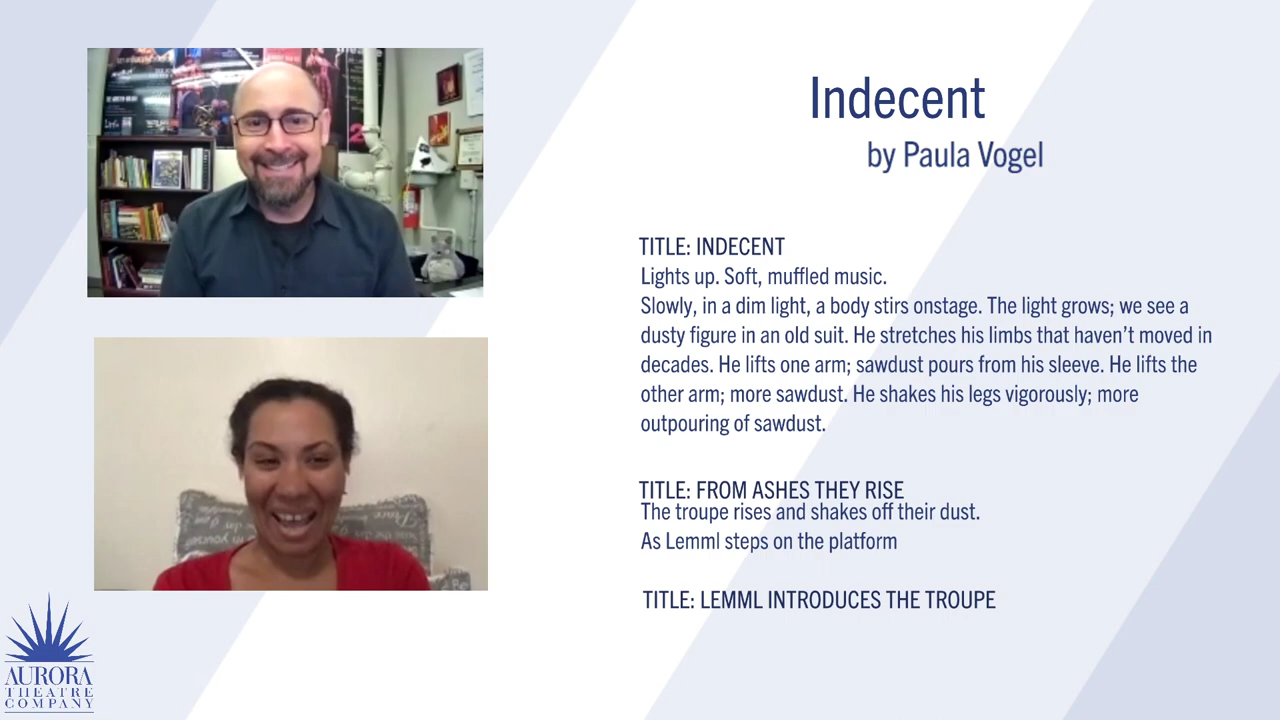 Indecent
by Paula Vogel
TITLE: INDECENT
Lights up. Soft, muffled music.
Slowly, in a dim light, a body stirs onstage. The light grows; we see a
dusty figure in an old suit. He stretches his limbs that haven't moved in
decades. He lifts one arm; sawdust pours from his sleeve. He lifts the
other arm; more sawdust. He shakes his legs vigorously; more
outpouring of sawdust.
TITLE: FROM ASHES THEY RISE
The troupe rises and shakes off their dust.
As Lemml steps on the platform
TITLE: LEMML INTRODUCES THE TROUPE
AURORA
THEATRE
COMPANY